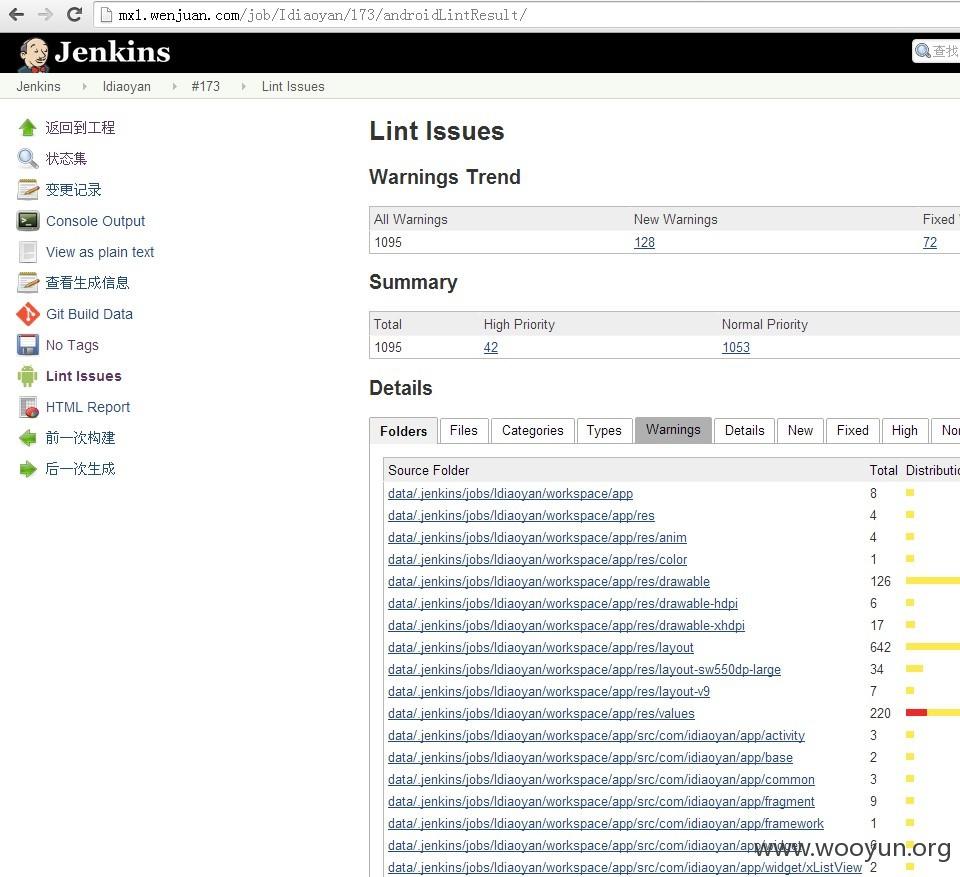 mx1.wenjuan.com/job/Idiaoyan/173/androidLintResult/
Jenkins
查找
Jenkins Idiaoyan #173 Lint Issues
返回到工程
状态集
变更记录
Console Output
View as plain text
查看生成信息
Git Build Data
No Tags
Lint Issues
HTML Report
前一次构建
后一次生成
Lint Issues
Warnings Trend
All Warnings New Warnings Fixed
1095 128 72
Summary
Total High Priority Normal Priority
1095 42 1053
Details
Folders Files Categories Types Warnings Details New Fixed High
Source Folder Total
data/.jenkins/jobs/Idiaoyan/workspace/app 8
data/.jenkins/jobs/Idiaoyan/workspace/app/res 4
data/.jenkins/jobs/Idiaoyan/workspace/app/res/anim 4
data/.jenkins/jobs/Idiaoyan/workspace/app/res/color 1
data/.jenkins/jobs/Idiaoyan/workspace/app/res/drawable 126
data/.jenkins/jobs/Idiaoyan/workspace/app/res/drawable-hdpi 6
data/.jenkins/jobs/Idiaoyan/workspace/app/res/drawable-xhdpi 17
data/.jenkins/jobs/Idiaoyan/workspace/app/res/layout 642
data/.jenkins/jobs/Idiaoyan/workspace/app/res/layout-sw550dp-large 34
data/.jenkins/jobs/Idiaoyan/workspace/app/res/layout-v9 7
data/.jenkins/jobs/Idiaoyan/workspace/app/res/values 220
data/.jenkins/jobs/Idiaoyan/workspace/app/src/com/idiaoyan/app/activity 3
data/.jenkins/jobs/Idiaoyan/workspace/app/src/com/idiaoyan/app/base 2
data/.jenkins/jobs/Idiaoyan/workspace/app/src/com/idiaoyan/app/common 3
data/.jenkins/jobs/Idiaoyan/workspace/app/src/com/idiaoyan/app/fragment 9
data/.jenkins/jobs/Idiaoyan/workspace/app/src/com/idiaoyan/app/framework 1
data/.jenkins/jobs/Idiaoyan/workspace/app/src/com/idiaoyan/app/widget 6
data/.jenkins/jobs/Idiaoyan/workspace/app/src/com/idiaoyan/app/widget/xListView 2
www.wooyun.org